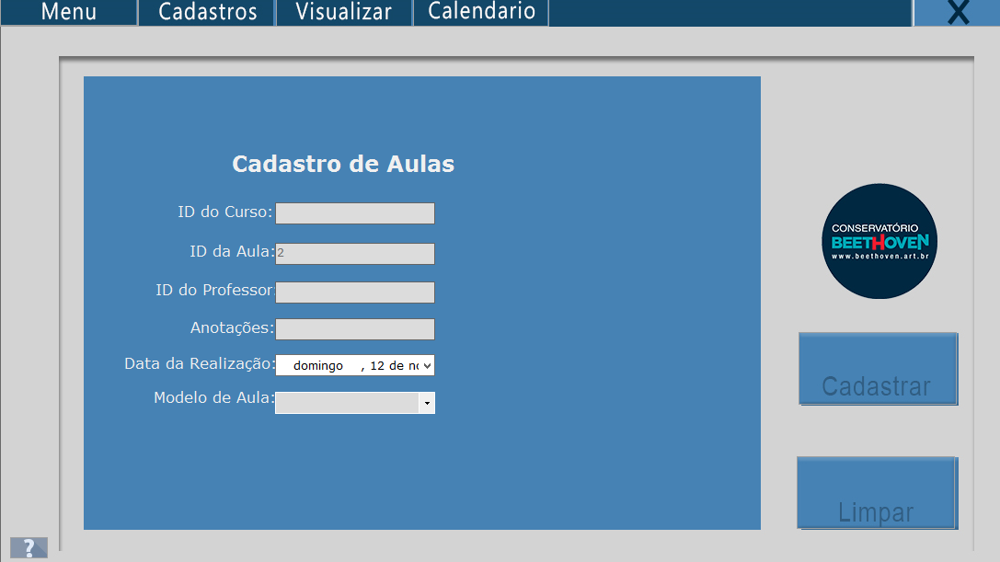 Menu
Cadastros
Visualizar
Calendario
X
Cadastro de Aulas
ID do Curso:
ID da Aula: 2
ID do Professor:
Anotações:
Data da Realização: domingo , 12 de no
Modelo de Aula:
CONSERVATÓRIO
BEETHOVEN
www.beethoven.art.br
Cadastrar
Limpar
?